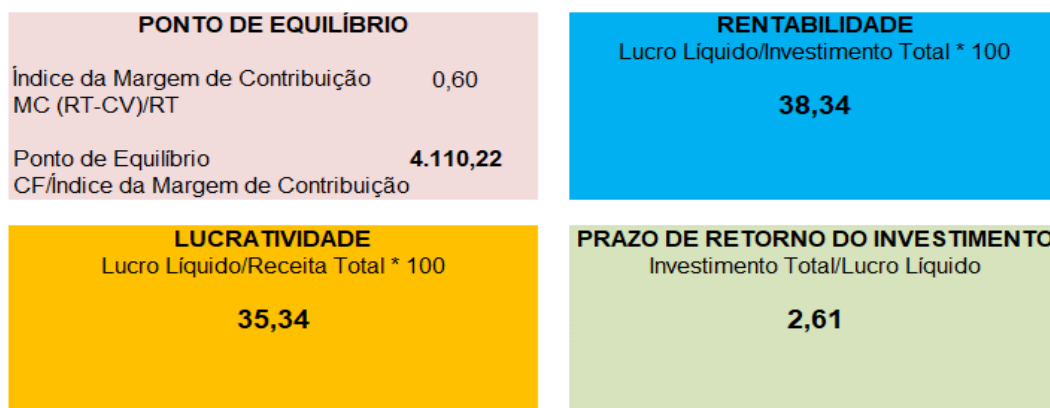 PONTO DE EQUILÍBRIO
Índice da Margem de Contribuição 0,60
MC (RT-CV)/RT
Ponto de Equilíbrio 4.110,22
CF/Índice da Margem de Contribuição
RENTABILIDADE
Lucro Líquido/Investimento Total * 100
38,34
LUCRATIVIDADE
Lucro Líquido/Receita Total * 100
35,34
PRAZO DE RETORNO DO INVESTIMENTO
Investimento Total/Lucro Líquido
2,61